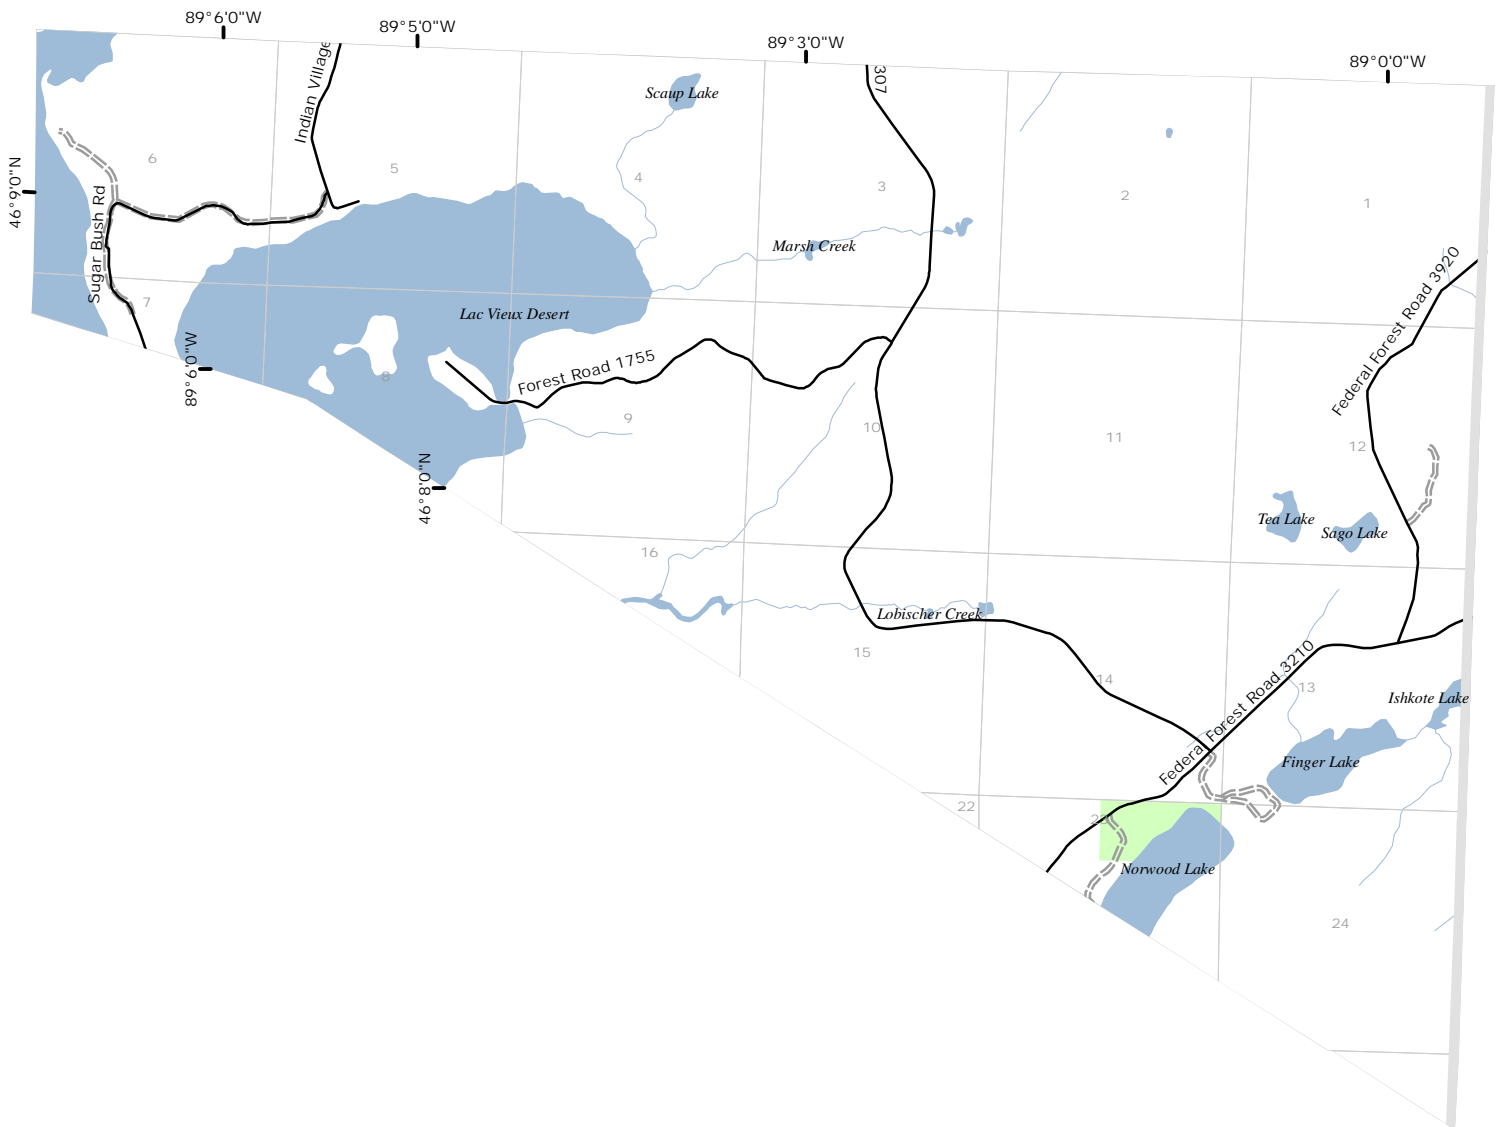 89°6'0"W
89°5'0"W
89°3'0"W
89°0'0"W
Indian Village
307
Scaup Lake
6
5
4
3
2
1
46°9'0"N
Sugar Bush Rd
Marsh Creek
Federal Forest Road 3920
7
Lac Vieux Desert
89°6'0"W
8
Forest Road 1755
9
10
11
12
46°8'0"N
Tea Lake
Sago Lake
16
Lobischer Creek
15
14
Federal Forest Road 3210
13
Ishkote Lake
Finger Lake
22
Norwood Lake
24